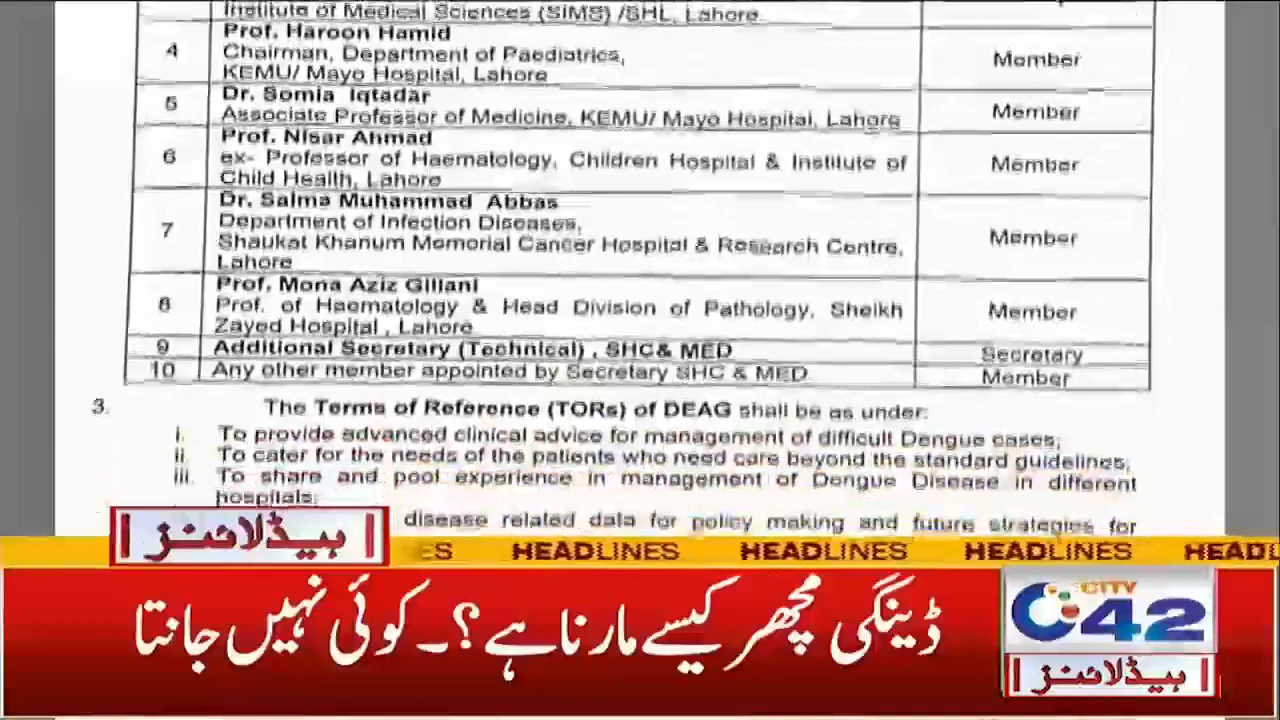 Institute of Medical Sciences (SIMS) /SHL, Lahore
4
Prof. Haroon Hamid
Chairman, Department of Paediatrics,
KEMU/ Mayo Hospital, Lahore
Member
5
Dr. Somia Iqtadar
Associate Professor of Medicine, KEMU/ Mayo Hospital, Lahore
Member
6
Prof. Nisar Ahmad
ex- Professor of Haematology, Children Hospital & Institute of
Child Health, Lahore
Member
7
Dr. Salma Muhammad Abbas
Department of Infection Diseases,
Shaukat Khanum Memorial Cancer Hospital & Research Centre,
Lahore
Member
8
Prof. Mona Aziz Gillani
Prof. of Haematology & Head Division of Pathology, Sheikh
Zayed Hospital , Lahore
Member
9 Additional Secretary (Technical) , SHC& MED Secretary
10 Any other member appointed by Secretary SHC & MED Member
3. The Terms of Reference (TORs) of DEAG shall be as under:
i. To provide advanced clinical advice for management of difficult Dengue cases;
ii. To cater for the needs of the patients who need care beyond the standard guidelines;
iii. To share and pool experience in management of Dengue Disease in different
hospitals;
disease related data for policy making and future strategies for
ہیڈلائنز
ES HEADLINES HEADLINES HEADLINES HEADL
ڈینگی مچھر کیسے مارنا ہے؟۔ کوئی نہیں جانتا
CITY
42
ہیڈلائنز